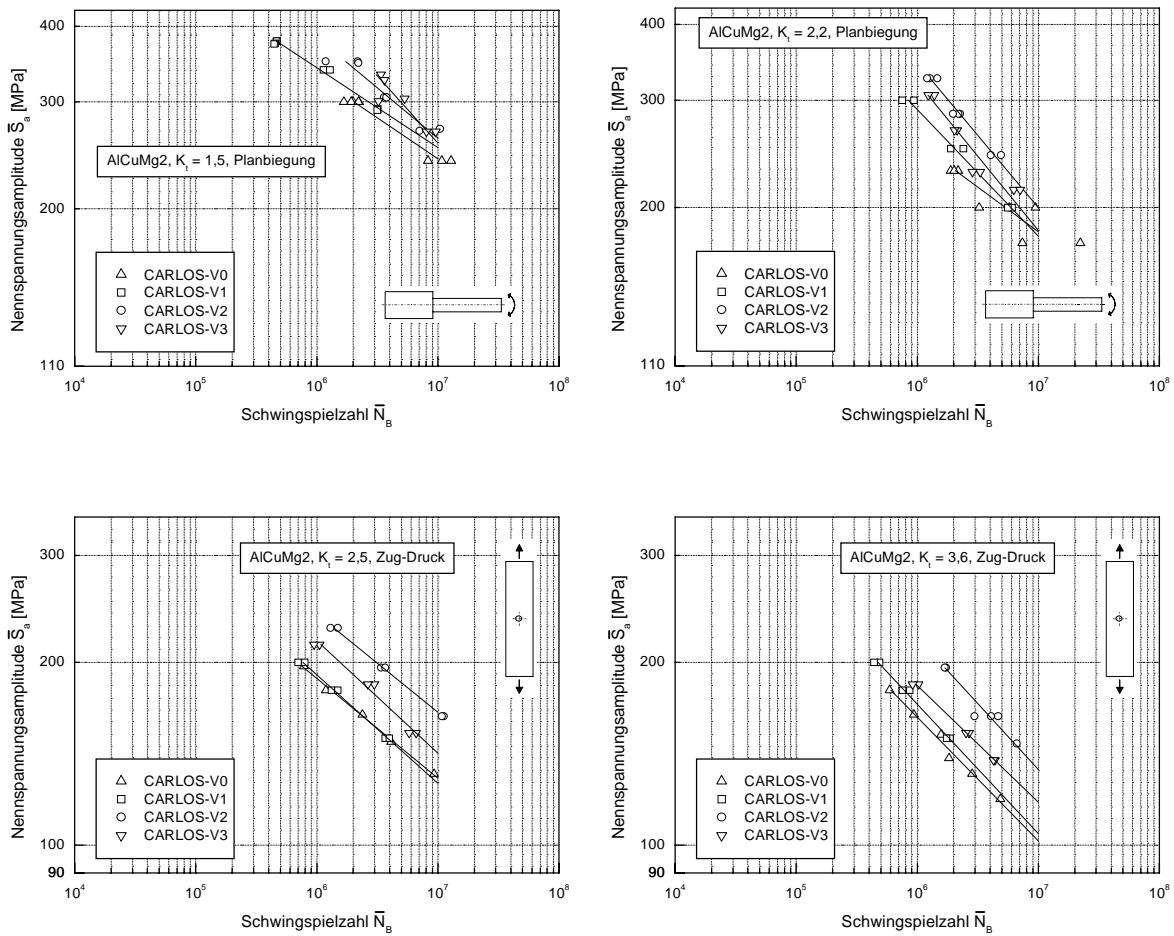 400
300
200
110
Nennspannungsamplitude S̅ₐ [MPa]
AlCuMg2, Kₜ = 1,5, Planbiegung
CARLOS-V0
CARLOS-V1
CARLOS-V2
CARLOS-V3
10⁴
10⁵
10⁶
10⁷
10⁸
Schwingspielzahl N̅_B
400
300
200
110
Nennspannungsamplitude S̅ₐ [MPa]
AlCuMg2, Kₜ = 2,2, Planbiegung
CARLOS-V0
CARLOS-V1
CARLOS-V2
CARLOS-V3
10⁴
10⁵
10⁶
10⁷
10⁸
Schwingspielzahl N̅_B
300
200
100
90
Nennspannungsamplitude S̅ₐ [MPa]
AlCuMg2, Kₜ = 2,5, Zug-Druck
CARLOS-V0
CARLOS-V1
CARLOS-V2
CARLOS-V3
10⁴
10⁵
10⁶
10⁷
10⁸
Schwingspielzahl N̅_B
300
200
100
90
Nennspannungsamplitude S̅ₐ [MPa]
AlCuMg2, Kₜ = 3,6, Zug-Druck
CARLOS-V0
CARLOS-V1
CARLOS-V2
CARLOS-V3
10⁴
10⁵
10⁶
10⁷
10⁸
Schwingspielzahl N̅_B